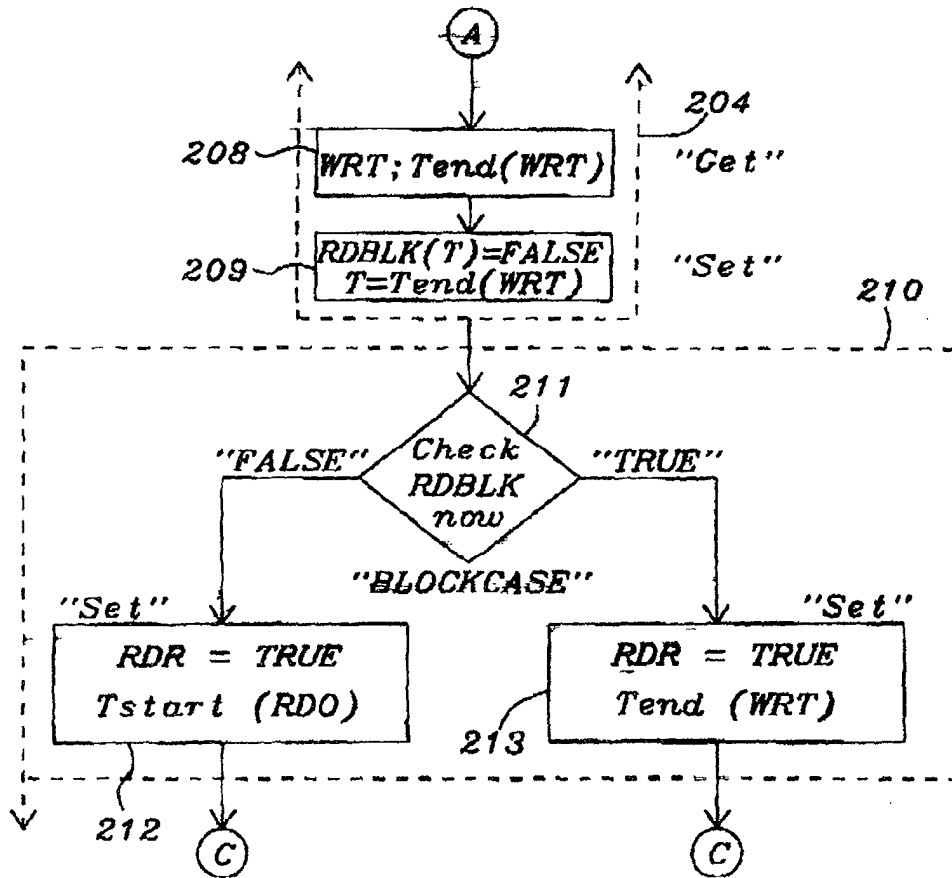 A
204
208
WRT;Tend(WRT)
"Get"
209
RDBLK(T)=FALSE
T=Tend(WRT)
"Set"
210
211
"FALSE"
Check
RDBLK
now
"TRUE"
"BLOCKCASE"
"Set"
RDR = TRUE
Tstart (RDO)
212
"Set"
RDR = TRUE
Tend (WRT)
213
C
C